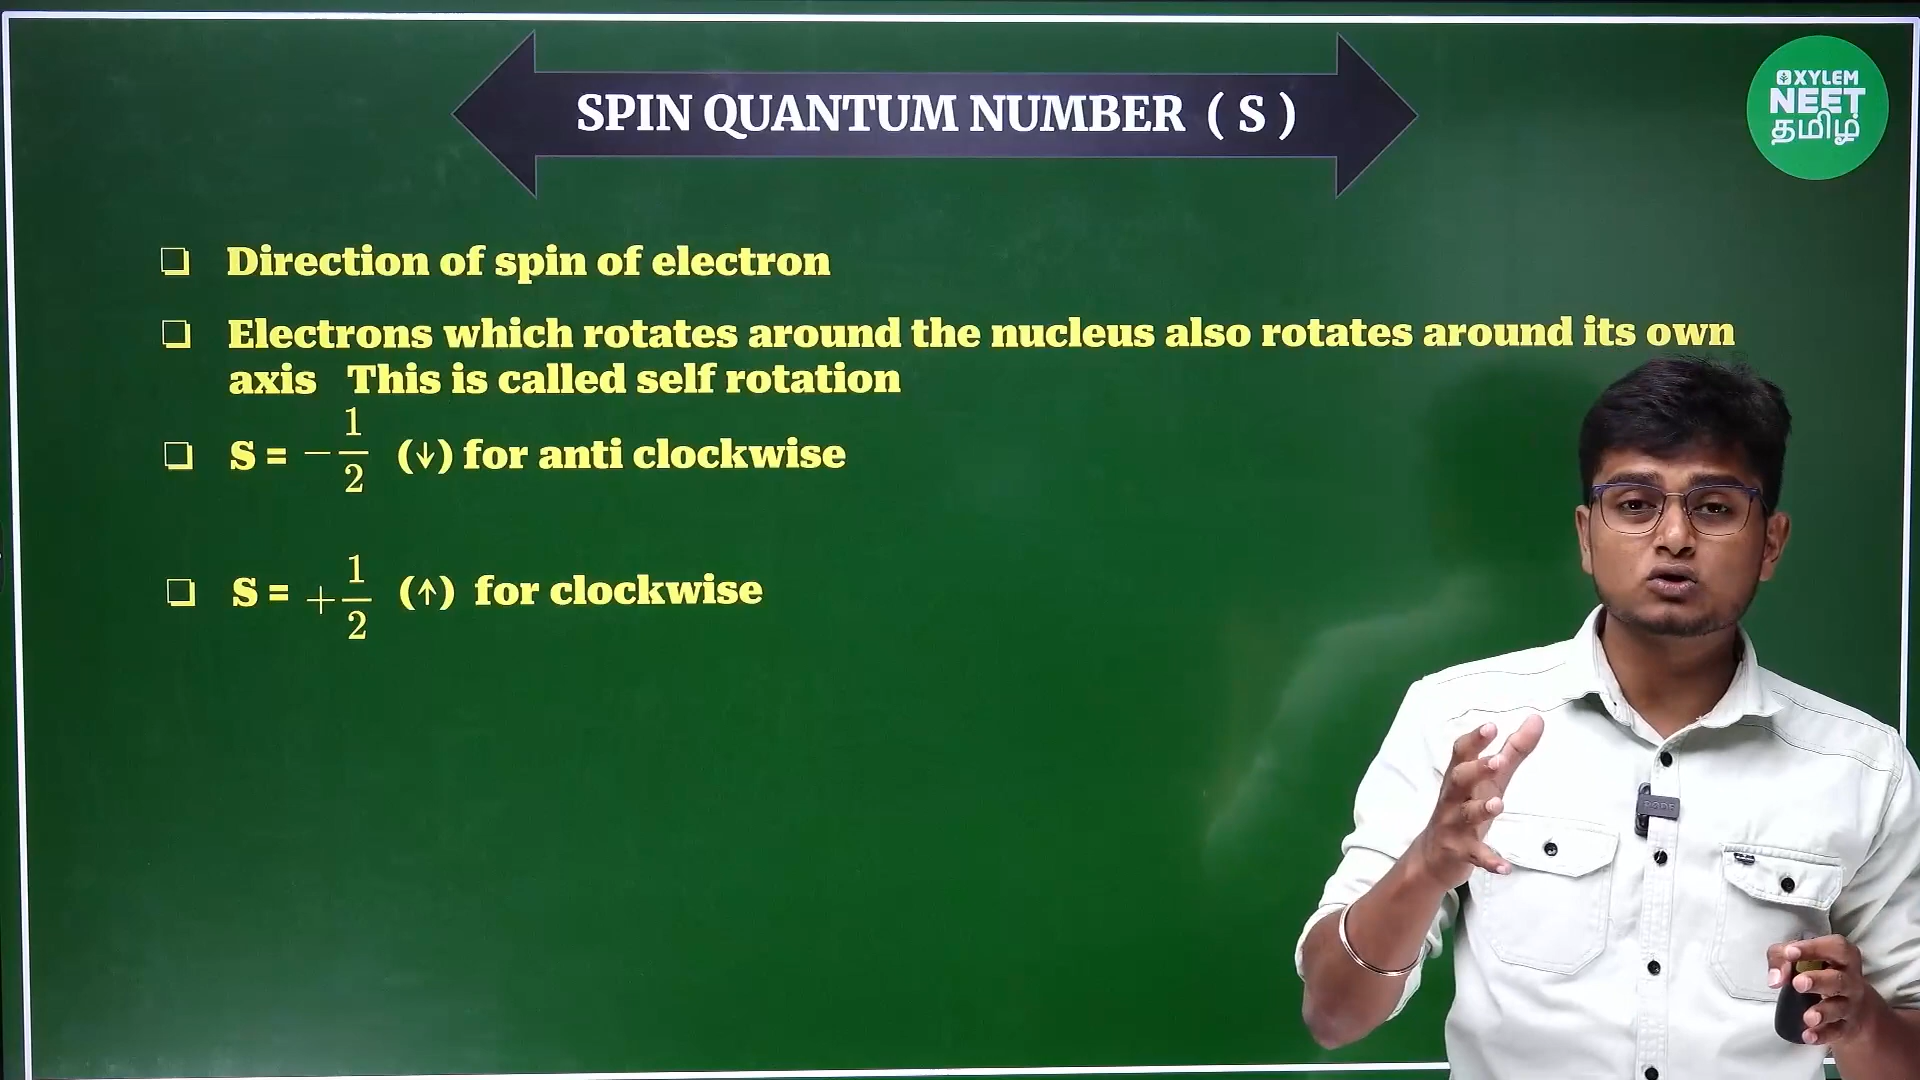 SPIN QUANTUM NUMBER ( S )
XYLEM
NEET
தமிழ்
❑ Direction of spin of electron
❑ Electrons which rotates around the nucleus also rotates around its own
axis This is called self rotation
❑ S = −1/2 (↓) for anti clockwise
❑ S = +1/2 (↑) for clockwise